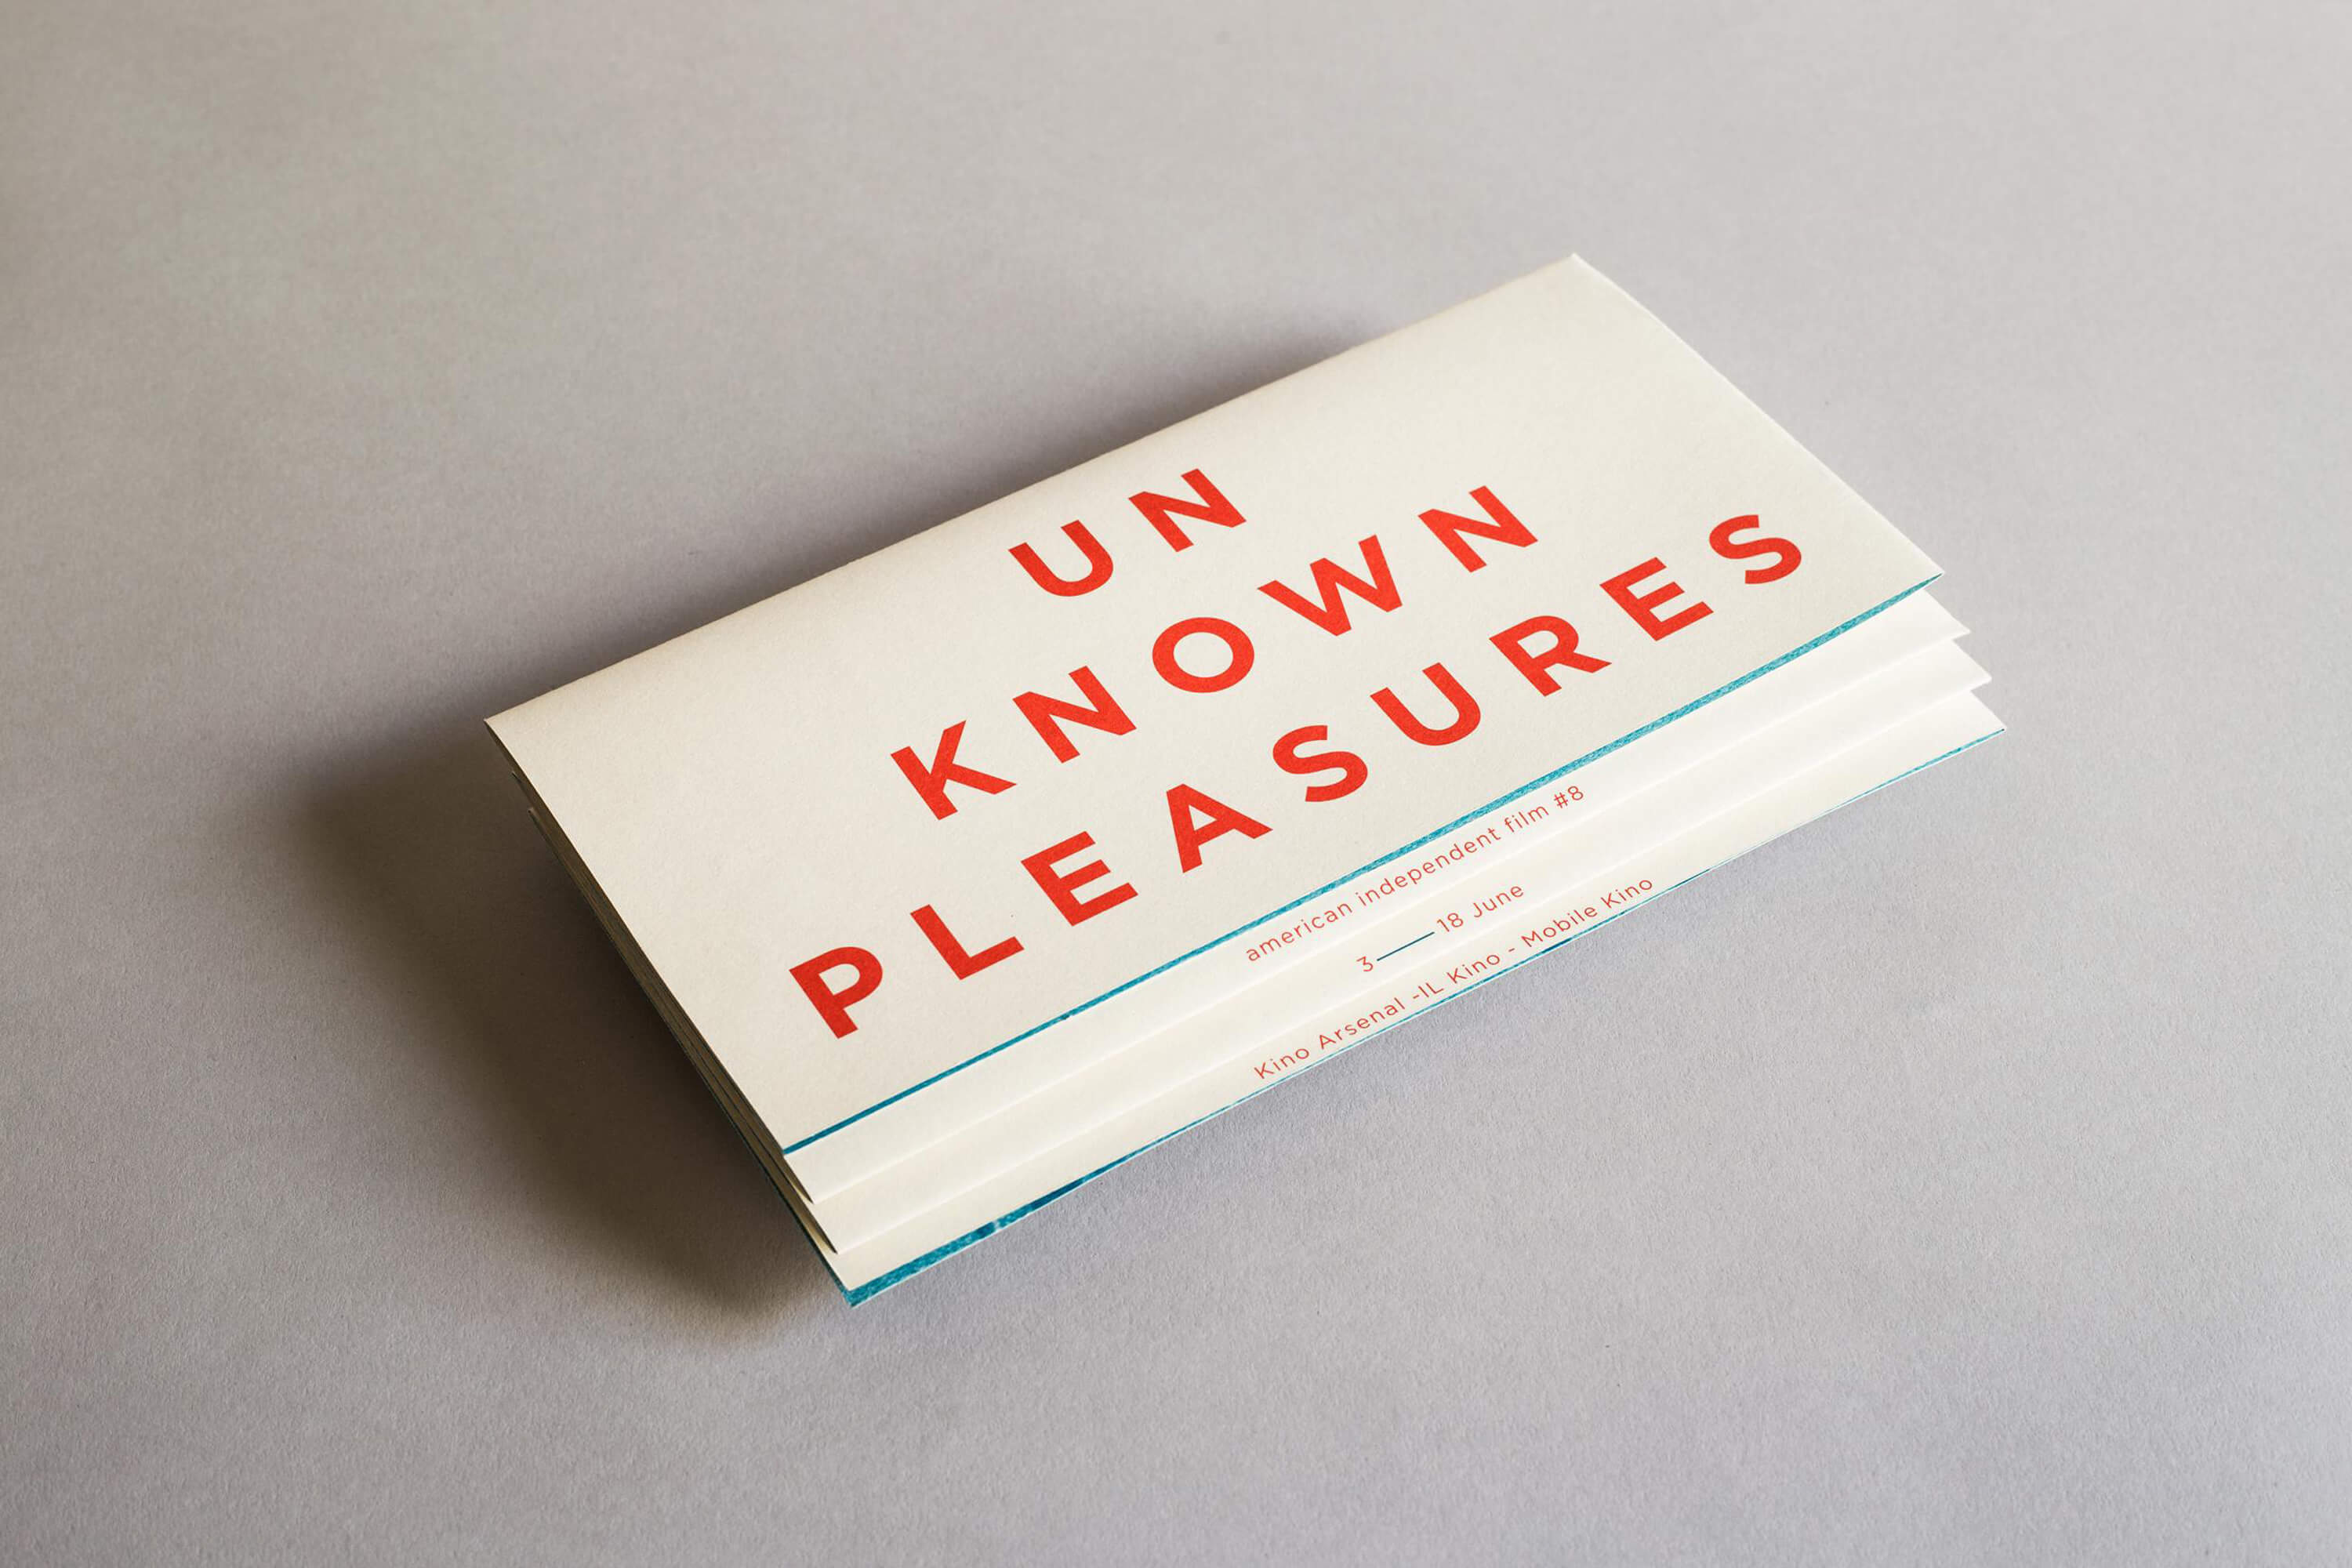 UN
KNOWN
PLEASURES
american independent film #8
3 — 18 June
Kino Arsenal -IL Kino - Mobile Kino